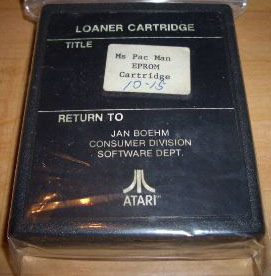 LOANER CARTRIDGE
TITLE
Ms Pac Man
EPROM
Cartridge
10-15
RETURN TO
JAN BOEHM
CONSUMER DIVISION
SOFTWARE DEPT.
ATARI